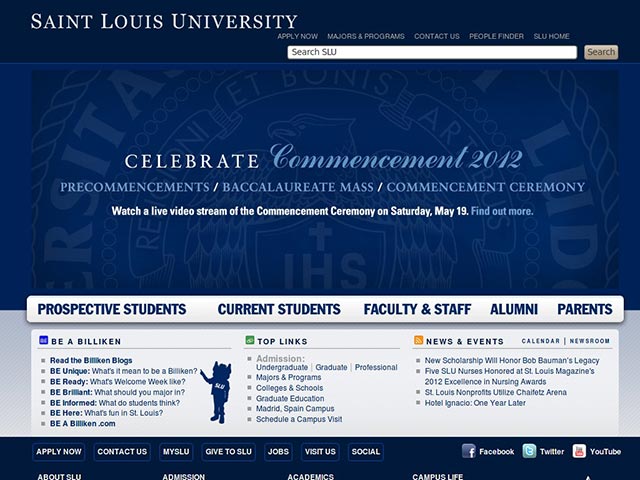 SAINT LOUIS UNIVERSITY
APPLY NOW MAJORS & PROGRAMS CONTACT US PEOPLE FINDER SLU HOME
Search SLU Search
CELEBRATE Commencement 2012
PRECOMMENCEMENTS / BACCALAUREATE MASS / COMMENCEMENT CEREMONY
Watch a live video stream of the Commencement Ceremony on Saturday, May 19. Find out more.
IHS
PROSPECTIVE STUDENTS CURRENT STUDENTS FACULTY & STAFF ALUMNI PARENTS
BE A BILLIKEN
Read the Billiken Blogs
BE Unique: What's it mean to be a Billiken?
BE Ready: What's Welcome Week like?
BE Brilliant: What should you major in?
BE Informed: What do students think?
BE Here: What's fun in St. Louis?
BE A Billiken .com
SLU
TOP LINKS
Admission:
Undergraduate | Graduate | Professional
Majors & Programs
Colleges & Schools
Graduate Education
Madrid, Spain Campus
Schedule a Campus Visit
NEWS & EVENTS CALENDAR | NEWSROOM
New Scholarship Will Honor Bob Bauman's Legacy
Five SLU Nurses Honored at St. Louis Magazine's
2012 Excellence in Nursing Awards
St. Louis Nonprofits Utilize Chaifetz Arena
Hotel Ignacio: One Year Later
APPLY NOW CONTACT US MYSLU GIVE TO SLU JOBS VISIT US SOCIAL Facebook Twitter YouTube
ABOUT SLU ADMISSION ACADEMICS CAMPUS LIFE